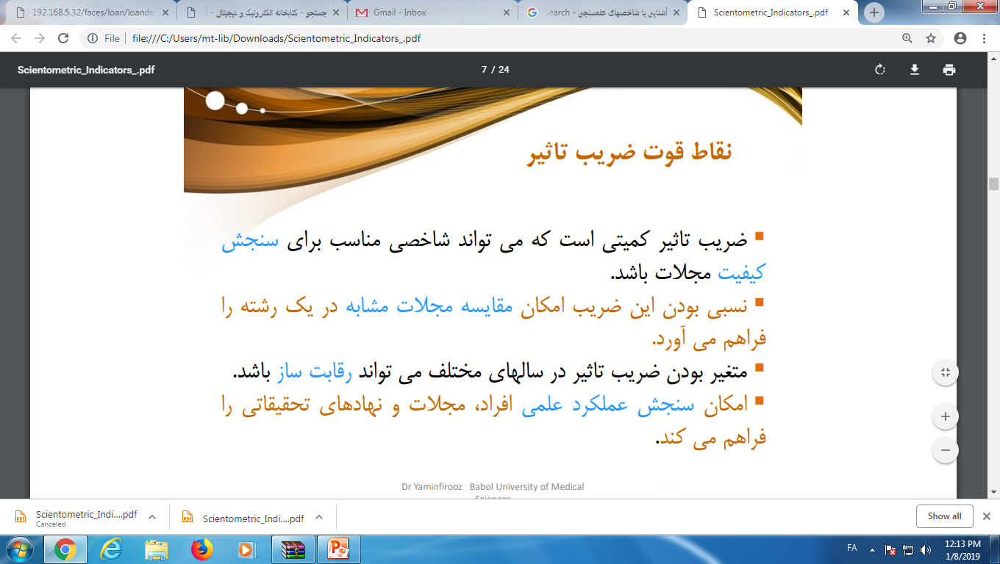 192.168.5.32/faces/loan/loande
جستجو - کتابخانه الکترونیک و دیجیتال - آ
Gmail - Inbox
آشنایی با شاخصهای علمسنجی - Search
Scientometric_Indicators_.pdf
File file:///C:/Users/mt-lib/Downloads/Scientometric_Indicators_.pdf
Scientometric_Indicators_.pdf
7 / 24
نقاط قوت ضریب تاثیر
ضریب تاثیر کمیتی است که می تواند شاخصی مناسب برای سنجش
کیفیت مجلات باشد.
نسبی بودن این ضریب امکان مقایسه مجلات مشابه در یک رشته را
فراهم می آورد.
متغیر بودن ضریب تاثیر در سالهای مختلف می تواند رقابت ساز باشد.
امکان سنجش عملکرد علمی افراد، مجلات و نهادهای تحقیقاتی را
فراهم می کند.
Dr Yaminfirooz Babol University of Medical
Sciences
Scientometric_Indi....pdf
Canceled
Scientometric_Indi....pdf
Show all
FA
12:13 PM
1/8/2019